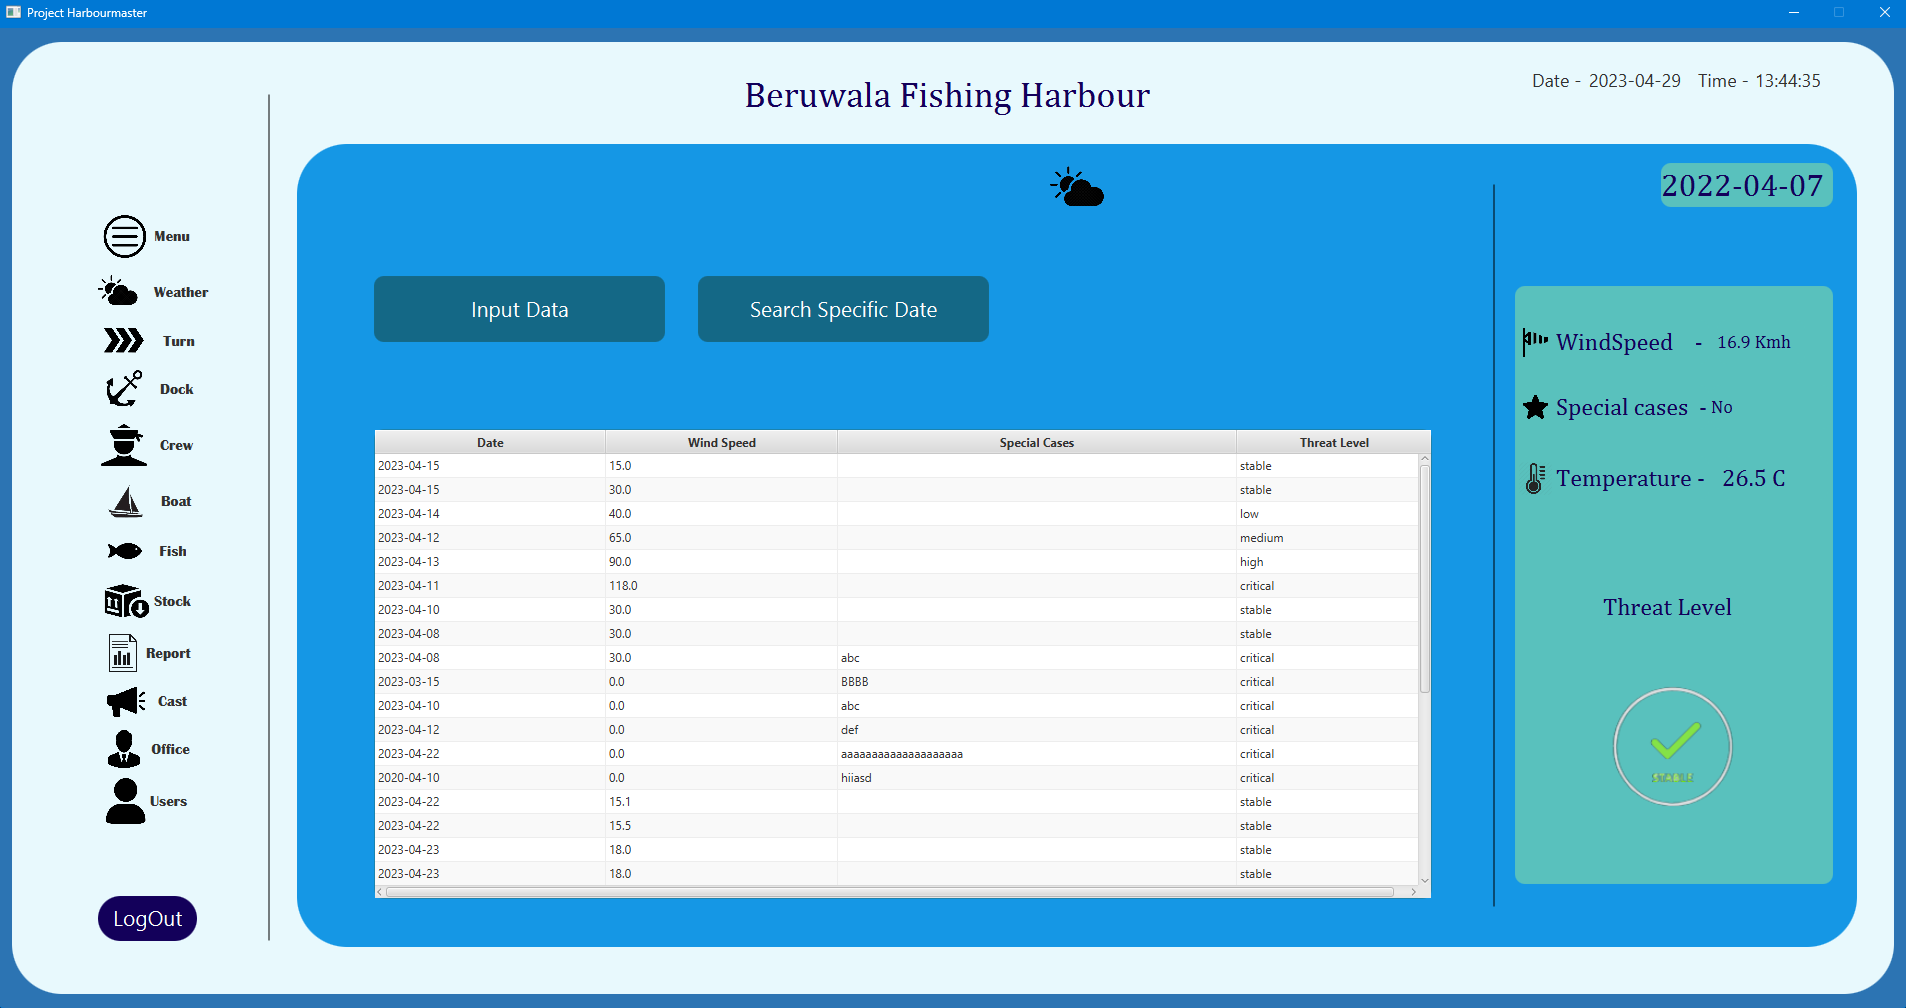 Project Harbourmaster
Beruwala Fishing Harbour
Date - 2023-04-29 Time - 13:44:35
Menu
Weather
Turn
Dock
Crew
Boat
Fish
Stock
Report
Cast
Office
Users
LogOut
Input Data
Search Specific Date
Date Wind Speed Special Cases Threat Level
2023-04-15 15.0 stable
2023-04-15 30.0 stable
2023-04-14 40.0 low
2023-04-12 65.0 medium
2023-04-13 90.0 high
2023-04-11 118.0 critical
2023-04-10 30.0 stable
2023-04-08 30.0 stable
2023-04-08 30.0 abc critical
2023-03-15 0.0 BBBB critical
2023-04-10 0.0 abc critical
2023-04-12 0.0 def critical
2023-04-22 0.0 aaaaaaaaaaaaaaaaaaaa critical
2020-04-10 0.0 hiiasd critical
2023-04-22 15.1 stable
2023-04-22 15.5 stable
2023-04-23 18.0 stable
2023-04-23 18.0 stable
2022-04-07
WindSpeed - 16.9 Kmh
Special cases - No
Temperature - 26.5 C
Threat Level
STABLE